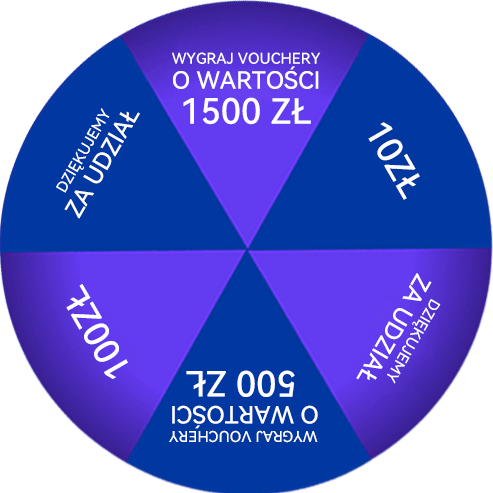 WYGRAJ VOUCHERY
O WARTOŚCI
1500 ZŁ
10ZŁ
DZIĘKUJEMY
ZA UDZIAŁ
WYGRAJ VOUCHERY
O WARTOŚCI
500 ZŁ
100ZŁ
DZIĘKUJEMY
ZA UDZIAŁ